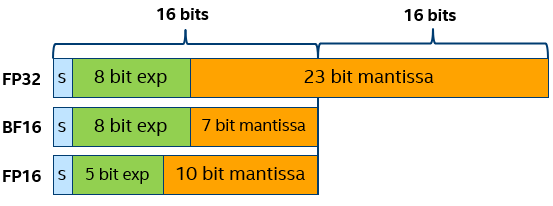 16 bits 16 bits
FP32 s 8 bit exp 23 bit mantissa
BF16 s 8 bit exp 7 bit mantissa
FP16 s 5 bit exp 10 bit mantissa